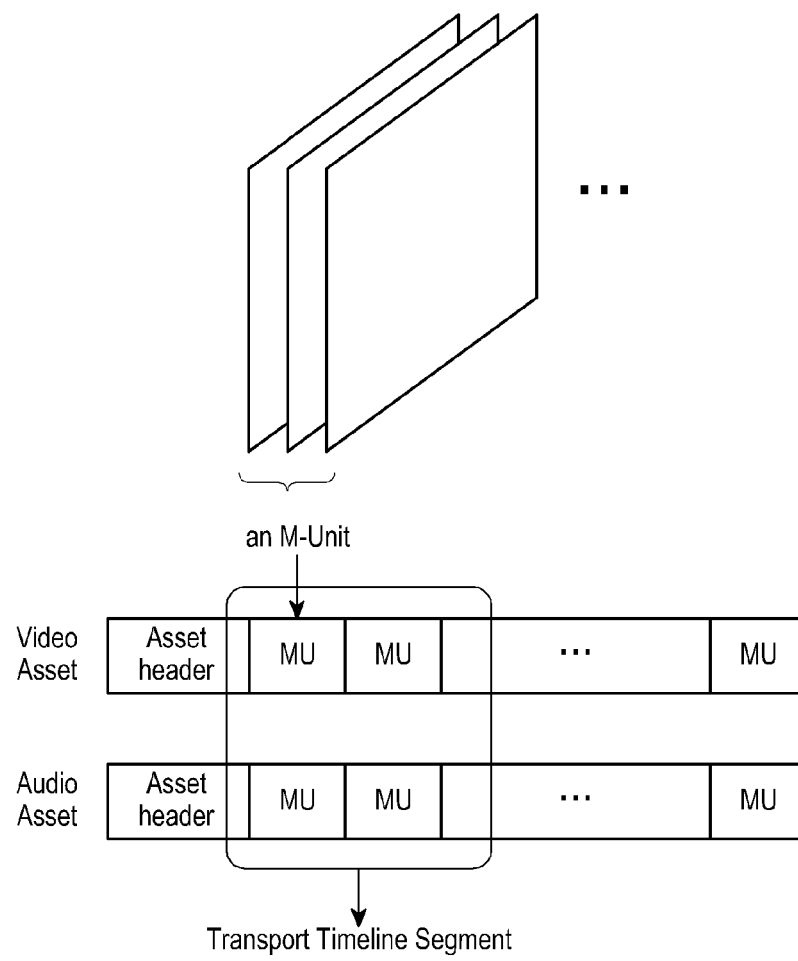 ...
an M-Unit
Video
Asset
Asset
header
MU
MU
...
MU
Audio
Asset
Asset
header
MU
MU
...
MU
Transport Timeline Segment